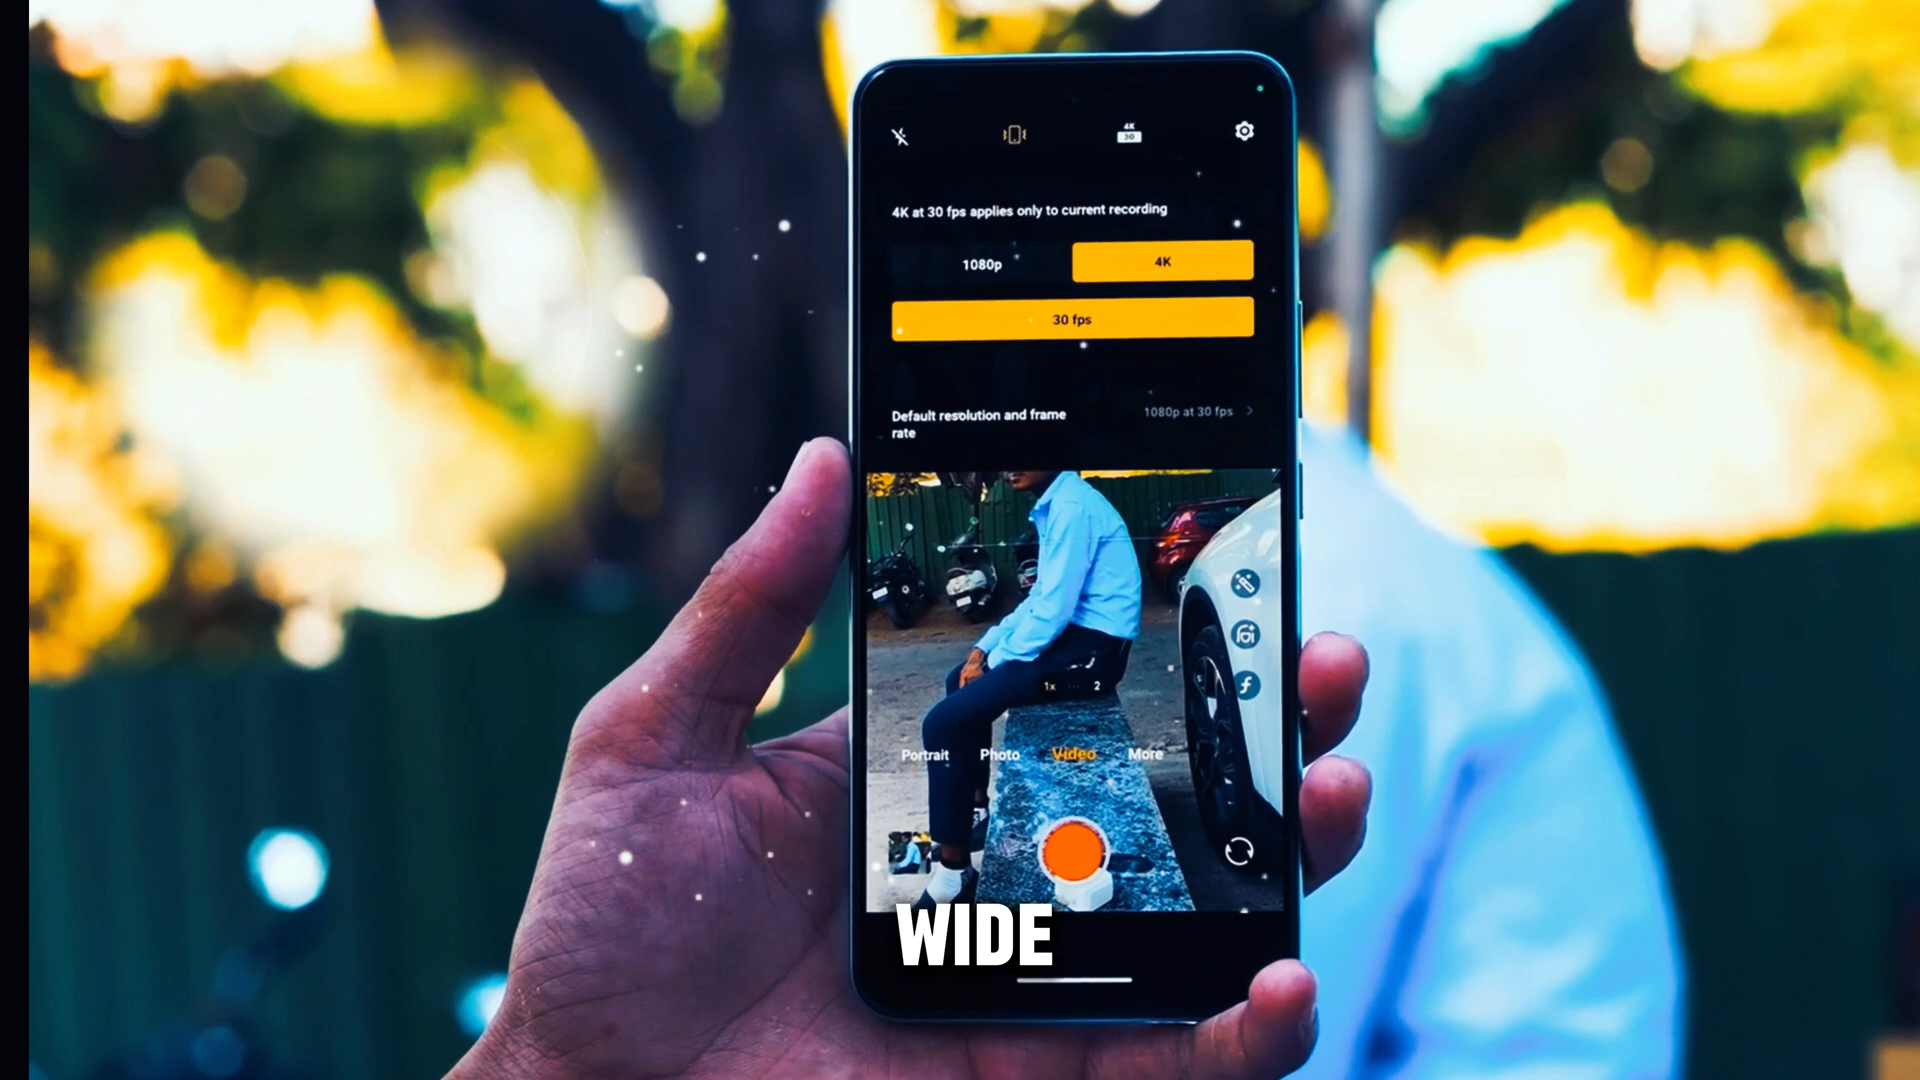 4K
30
4K at 30 fps applies only to current recording
1080p
4K
30 fps
Default resolution and frame
rate
1080p at 30 fps
1x
2
Portrait
Photo
Video
More
WIDE